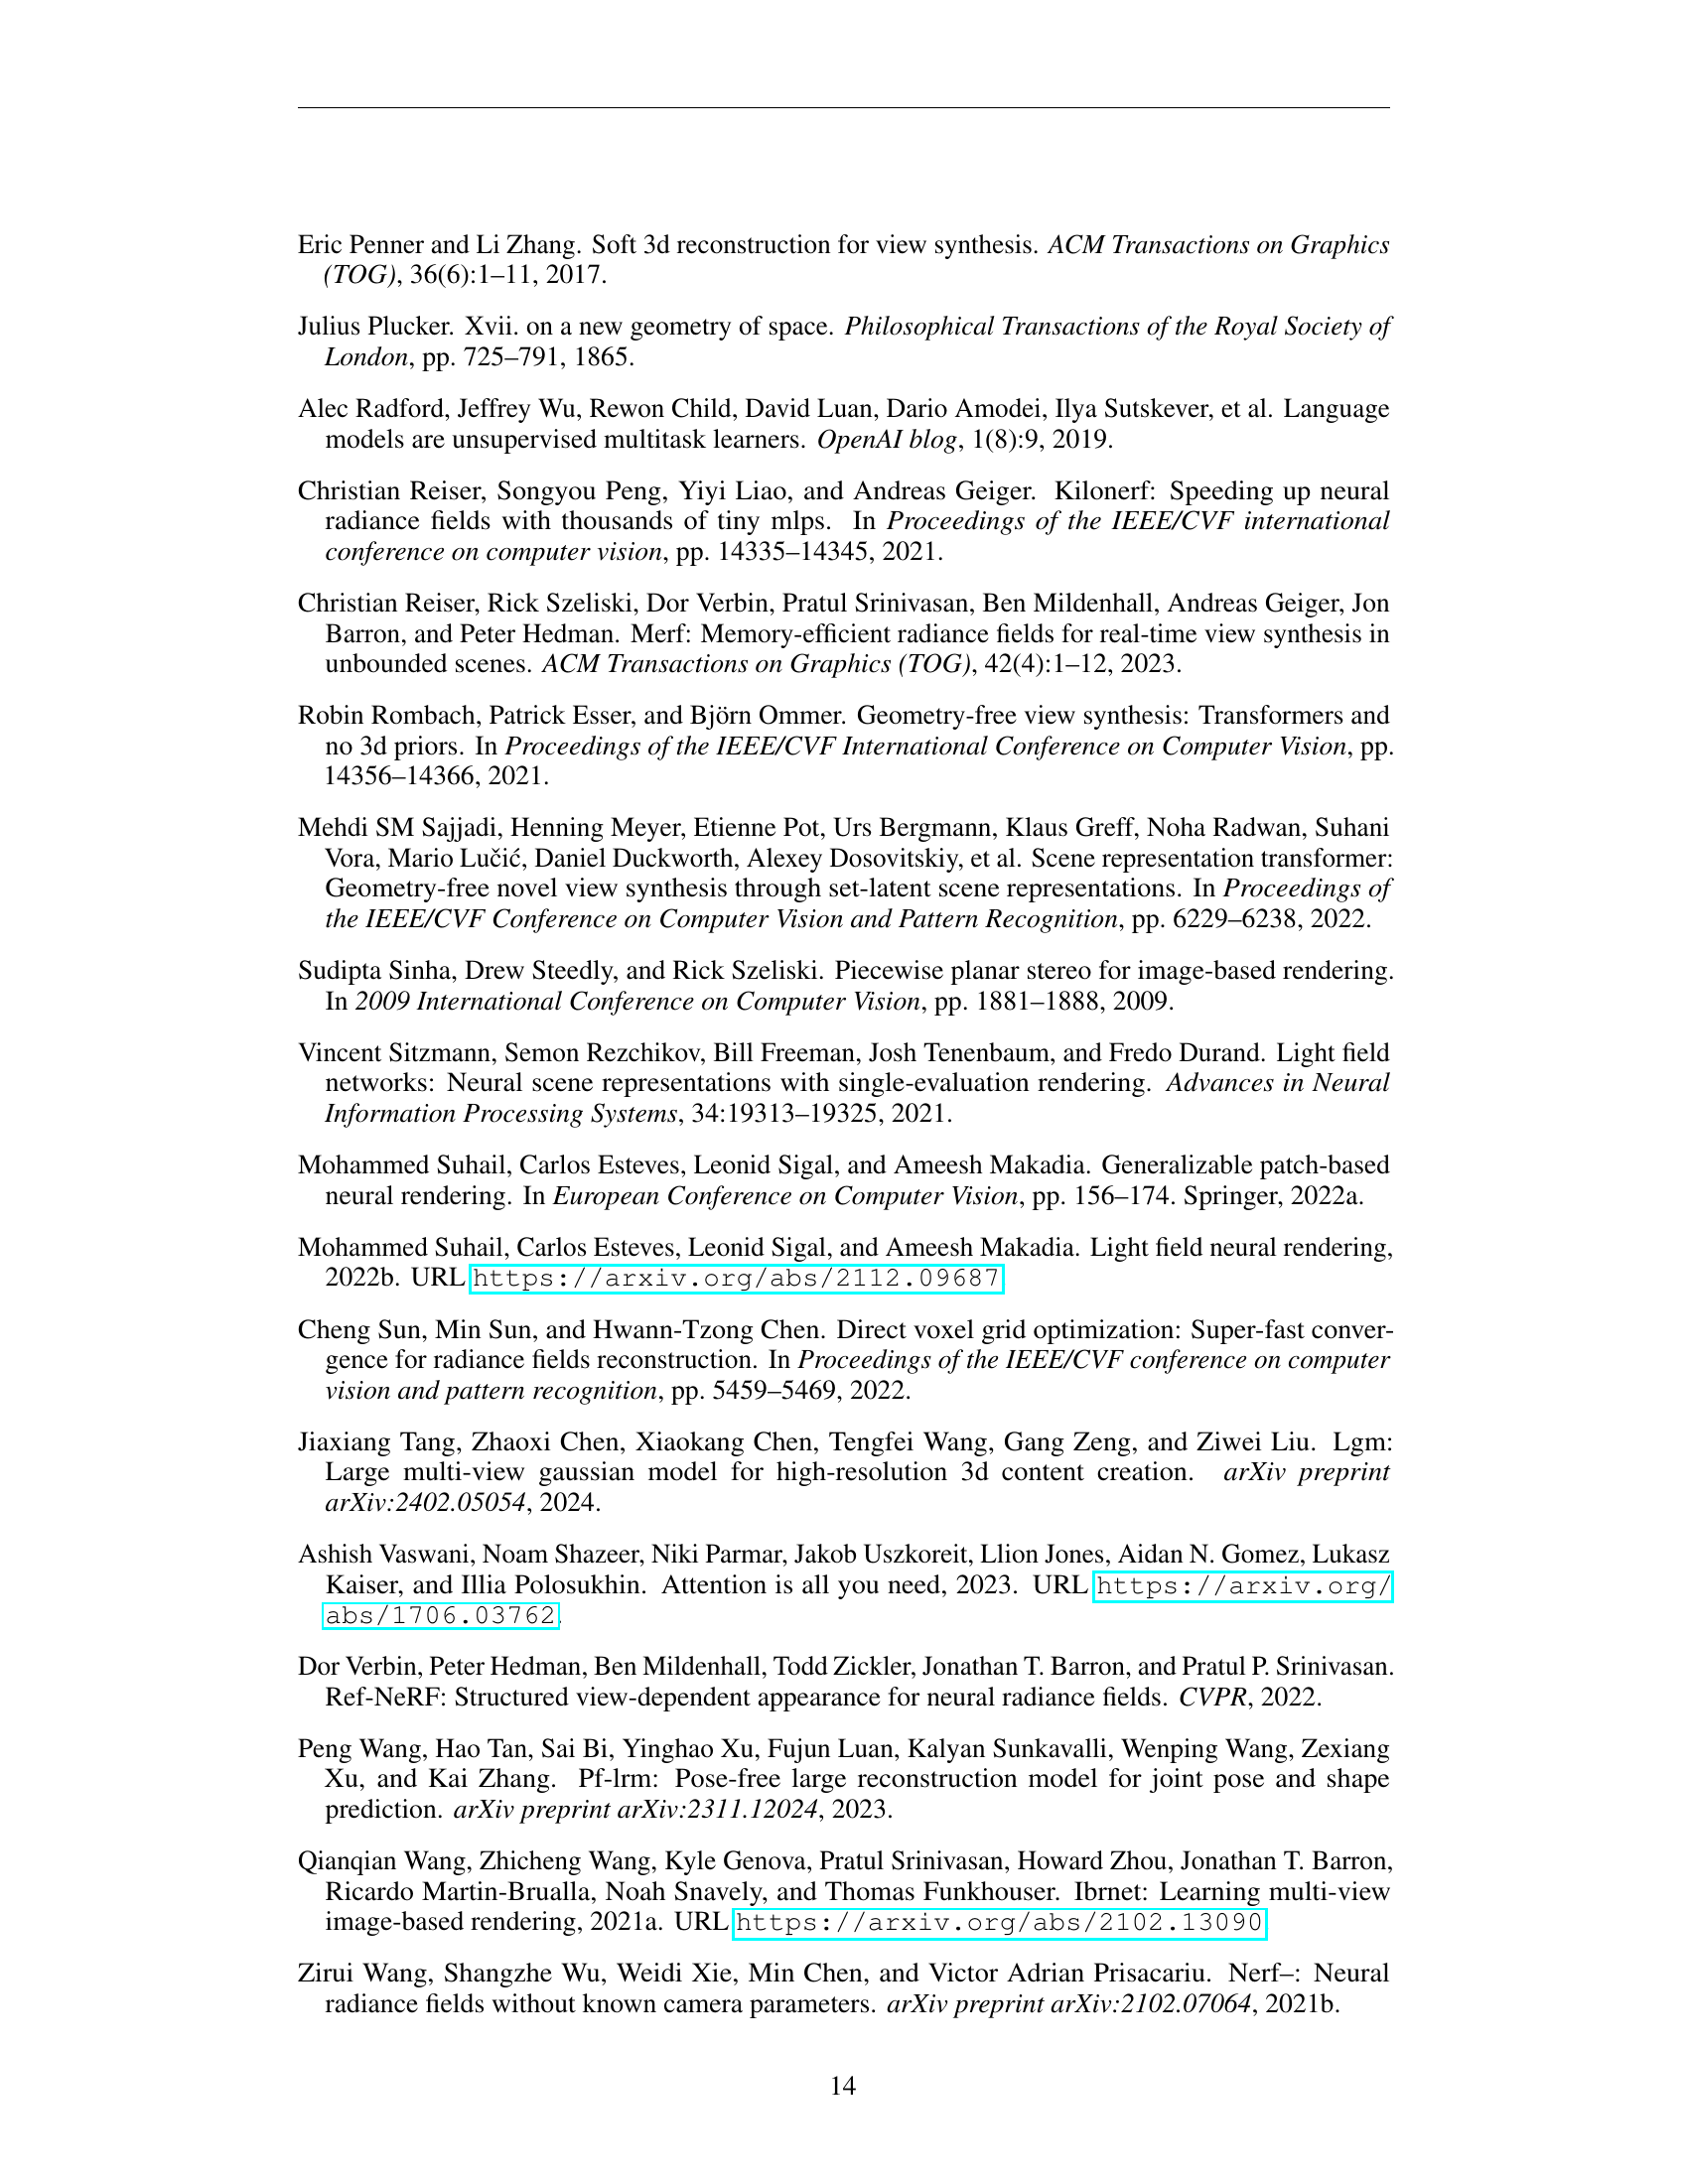 Eric Penner and Li Zhang. Soft 3d reconstruction for view synthesis. ACM Transactions on Graphics
(TOG), 36(6):1–11, 2017.
Julius Plucker. Xvii. on a new geometry of space. Philosophical Transactions of the Royal Society of
London, pp. 725–791, 1865.
Alec Radford, Jeffrey Wu, Rewon Child, David Luan, Dario Amodei, Ilya Sutskever, et al. Language
models are unsupervised multitask learners. OpenAI blog, 1(8):9, 2019.
Christian Reiser, Songyou Peng, Yiyi Liao, and Andreas Geiger. Kilonerf: Speeding up neural
radiance fields with thousands of tiny mlps. In Proceedings of the IEEE/CVF international
conference on computer vision, pp. 14335–14345, 2021.
Christian Reiser, Rick Szeliski, Dor Verbin, Pratul Srinivasan, Ben Mildenhall, Andreas Geiger, Jon
Barron, and Peter Hedman. Merf: Memory-efficient radiance fields for real-time view synthesis in
unbounded scenes. ACM Transactions on Graphics (TOG), 42(4):1–12, 2023.
Robin Rombach, Patrick Esser, and Björn Ommer. Geometry-free view synthesis: Transformers and
no 3d priors. In Proceedings of the IEEE/CVF International Conference on Computer Vision, pp.
14356–14366, 2021.
Mehdi SM Sajjadi, Henning Meyer, Etienne Pot, Urs Bergmann, Klaus Greff, Noha Radwan, Suhani
Vora, Mario Lučić, Daniel Duckworth, Alexey Dosovitskiy, et al. Scene representation transformer:
Geometry-free novel view synthesis through set-latent scene representations. In Proceedings of
the IEEE/CVF Conference on Computer Vision and Pattern Recognition, pp. 6229–6238, 2022.
Sudipta Sinha, Drew Steedly, and Rick Szeliski. Piecewise planar stereo for image-based rendering.
In 2009 International Conference on Computer Vision, pp. 1881–1888, 2009.
Vincent Sitzmann, Semon Rezchikov, Bill Freeman, Josh Tenenbaum, and Fredo Durand. Light field
networks: Neural scene representations with single-evaluation rendering. Advances in Neural
Information Processing Systems, 34:19313–19325, 2021.
Mohammed Suhail, Carlos Esteves, Leonid Sigal, and Ameesh Makadia. Generalizable patch-based
neural rendering. In European Conference on Computer Vision, pp. 156–174. Springer, 2022a.
Mohammed Suhail, Carlos Esteves, Leonid Sigal, and Ameesh Makadia. Light field neural rendering,
2022b. URL https://arxiv.org/abs/2112.09687.
Cheng Sun, Min Sun, and Hwann-Tzong Chen. Direct voxel grid optimization: Super-fast conver-
gence for radiance fields reconstruction. In Proceedings of the IEEE/CVF conference on computer
vision and pattern recognition, pp. 5459–5469, 2022.
Jiaxiang Tang, Zhaoxi Chen, Xiaokang Chen, Tengfei Wang, Gang Zeng, and Ziwei Liu. Lgm:
Large multi-view gaussian model for high-resolution 3d content creation. arXiv preprint
arXiv:2402.05054, 2024.
Ashish Vaswani, Noam Shazeer, Niki Parmar, Jakob Uszkoreit, Llion Jones, Aidan N. Gomez, Lukasz
Kaiser, and Illia Polosukhin. Attention is all you need, 2023. URL https://arxiv.org/
abs/1706.03762.
Dor Verbin, Peter Hedman, Ben Mildenhall, Todd Zickler, Jonathan T. Barron, and Pratul P. Srinivasan.
Ref-NeRF: Structured view-dependent appearance for neural radiance fields. CVPR, 2022.
Peng Wang, Hao Tan, Sai Bi, Yinghao Xu, Fujun Luan, Kalyan Sunkavalli, Wenping Wang, Zexiang
Xu, and Kai Zhang. Pf-lrm: Pose-free large reconstruction model for joint pose and shape
prediction. arXiv preprint arXiv:2311.12024, 2023.
Qianqian Wang, Zhicheng Wang, Kyle Genova, Pratul Srinivasan, Howard Zhou, Jonathan T. Barron,
Ricardo Martin-Brualla, Noah Snavely, and Thomas Funkhouser. Ibrnet: Learning multi-view
image-based rendering, 2021a. URL https://arxiv.org/abs/2102.13090.
Zirui Wang, Shangzhe Wu, Weidi Xie, Min Chen, and Victor Adrian Prisacariu. Nerf–: Neural
radiance fields without known camera parameters. arXiv preprint arXiv:2102.07064, 2021b.
14